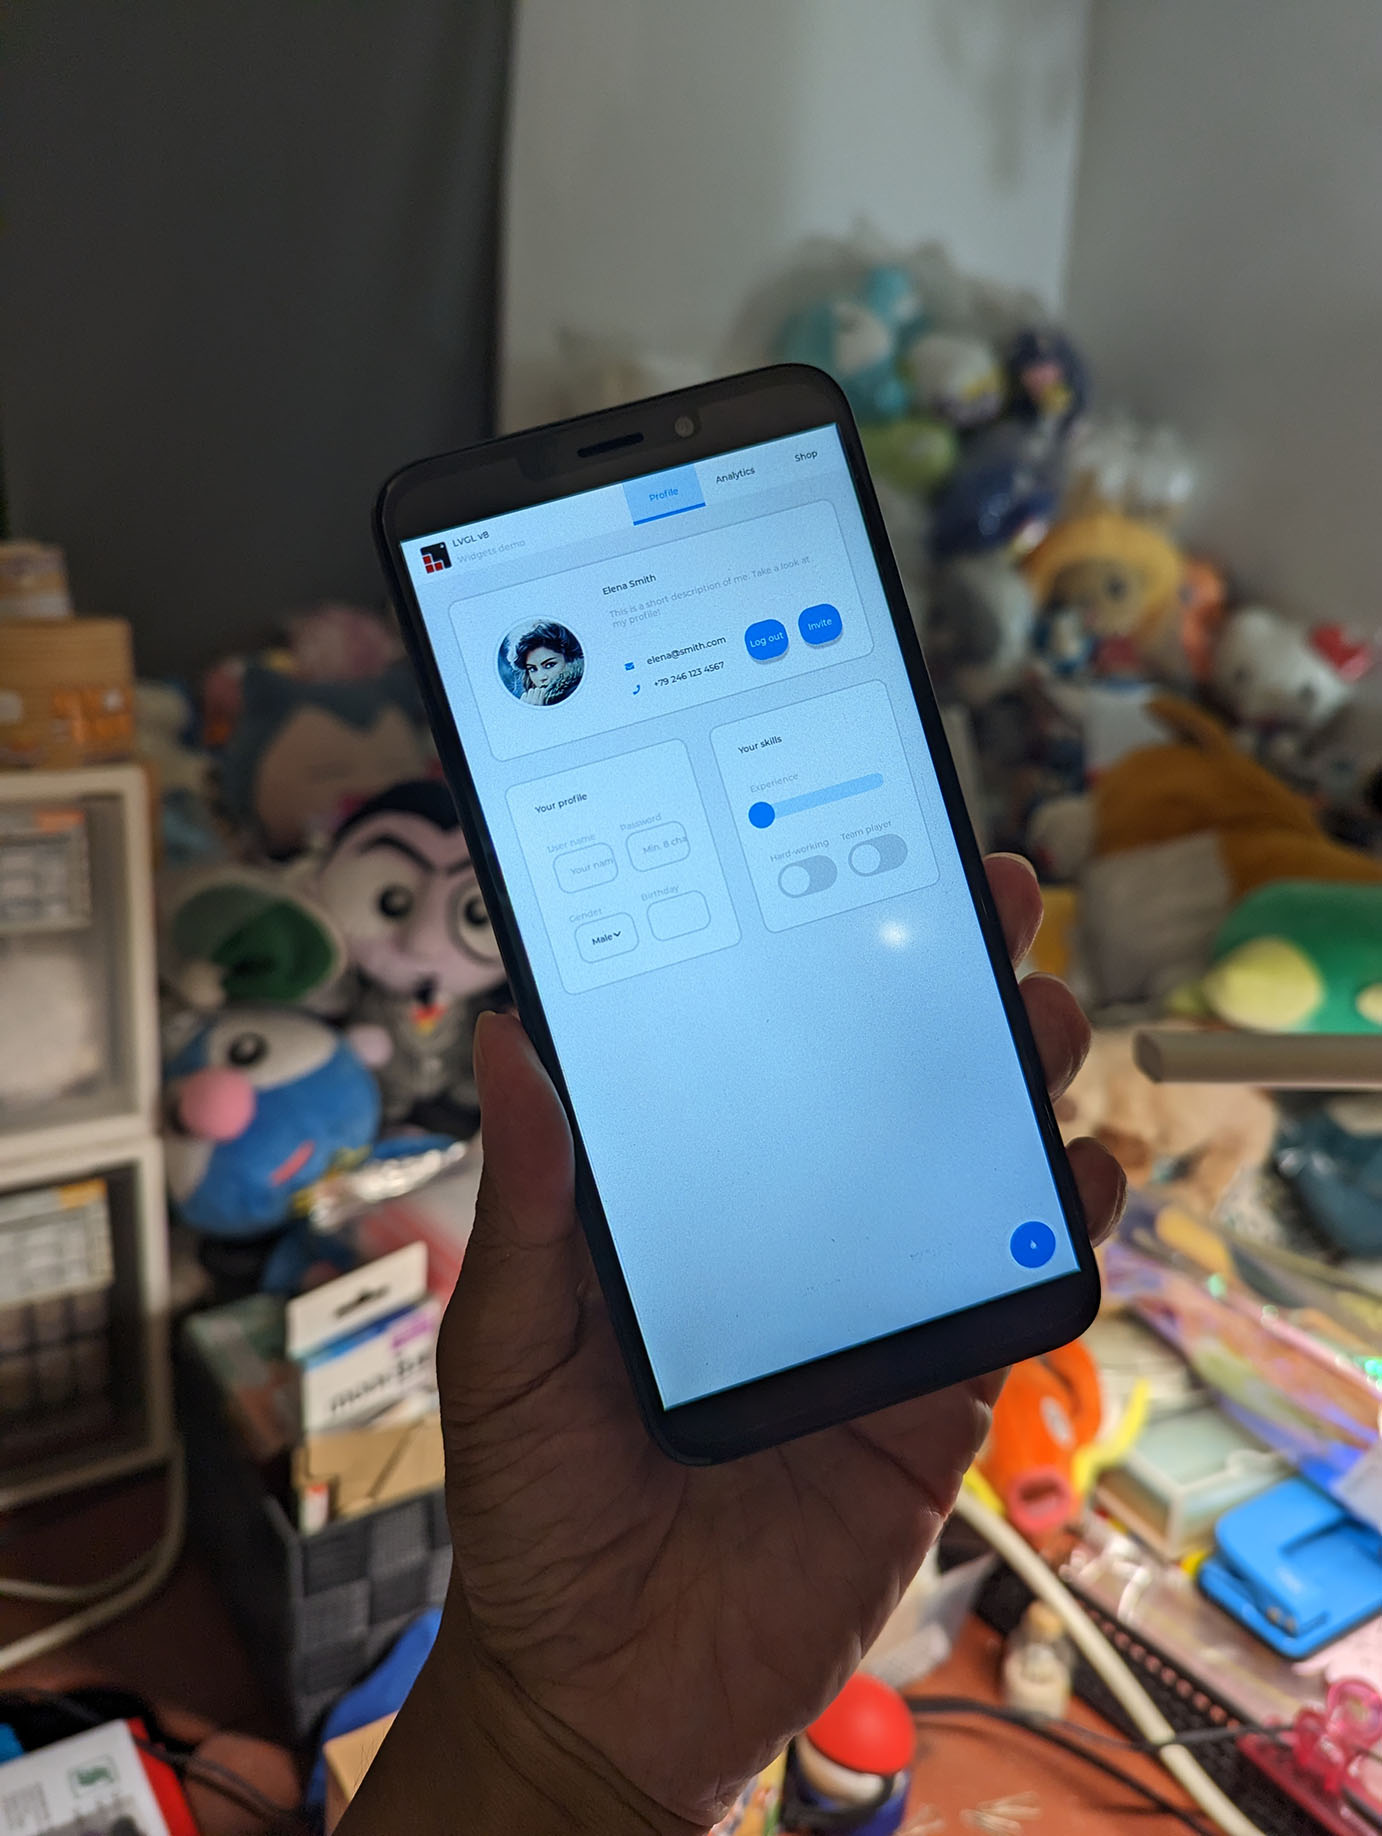 LVGL v8
Widgets demo
Profile
Analytics
Shop
Elena Smith
This is a short description of me. Take a look at
my profile!
elena@smith.com
+79 246 123 4567
Log out
Invite
Your profile
User name
Password
Your nam
Min. 8 cha
Gender
Birthday
Male
Your skills
Experience
Hard-working
Team player